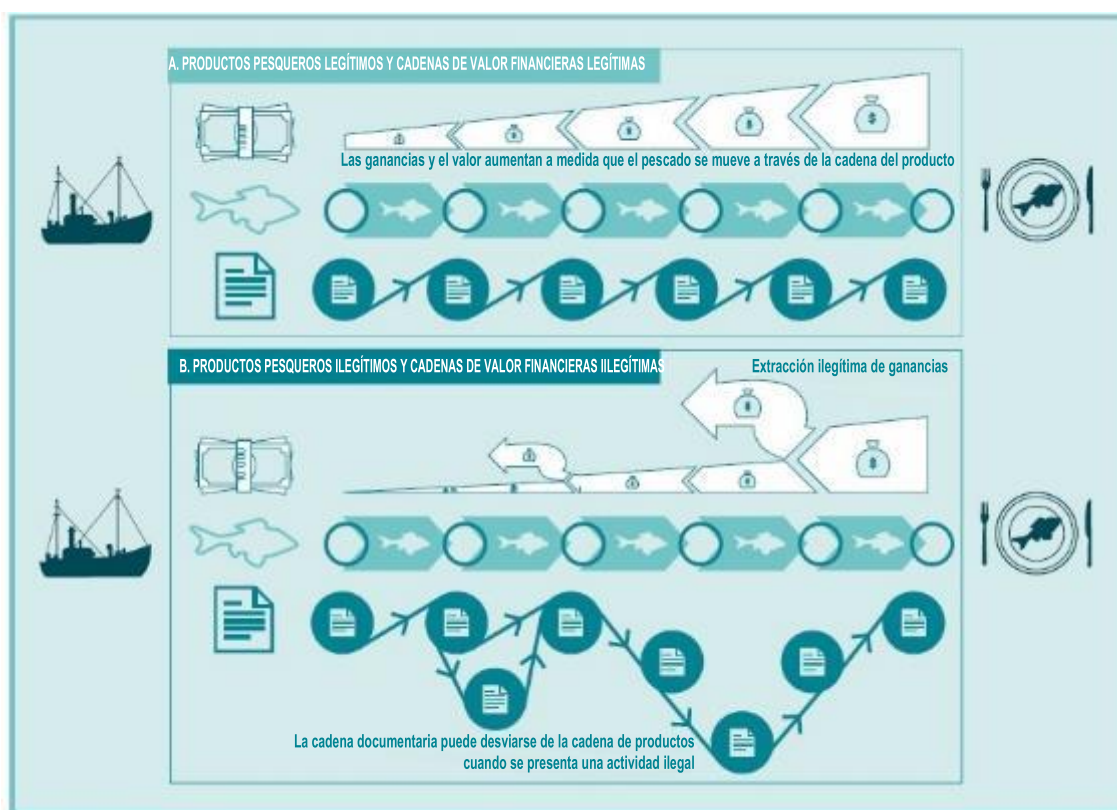 A. PRODUCTOS PESQUEROS LEGÍTIMOS Y CADENAS DE VALOR FINANCIERAS LEGÍTIMAS
$
$
$
$
$
Las ganancias y el valor aumentan a medida que el pescado se mueve a través de la cadena del producto
B. PRODUCTOS PESQUEROS ILEGÍTIMOS Y CADENAS DE VALOR FINANCIERAS IILEGÍTIMAS
Extracción ilegítima de ganancias
$
$
$
$
$
La cadena documentaria puede desviarse de la cadena de productos
cuando se presenta una actividad ilegal